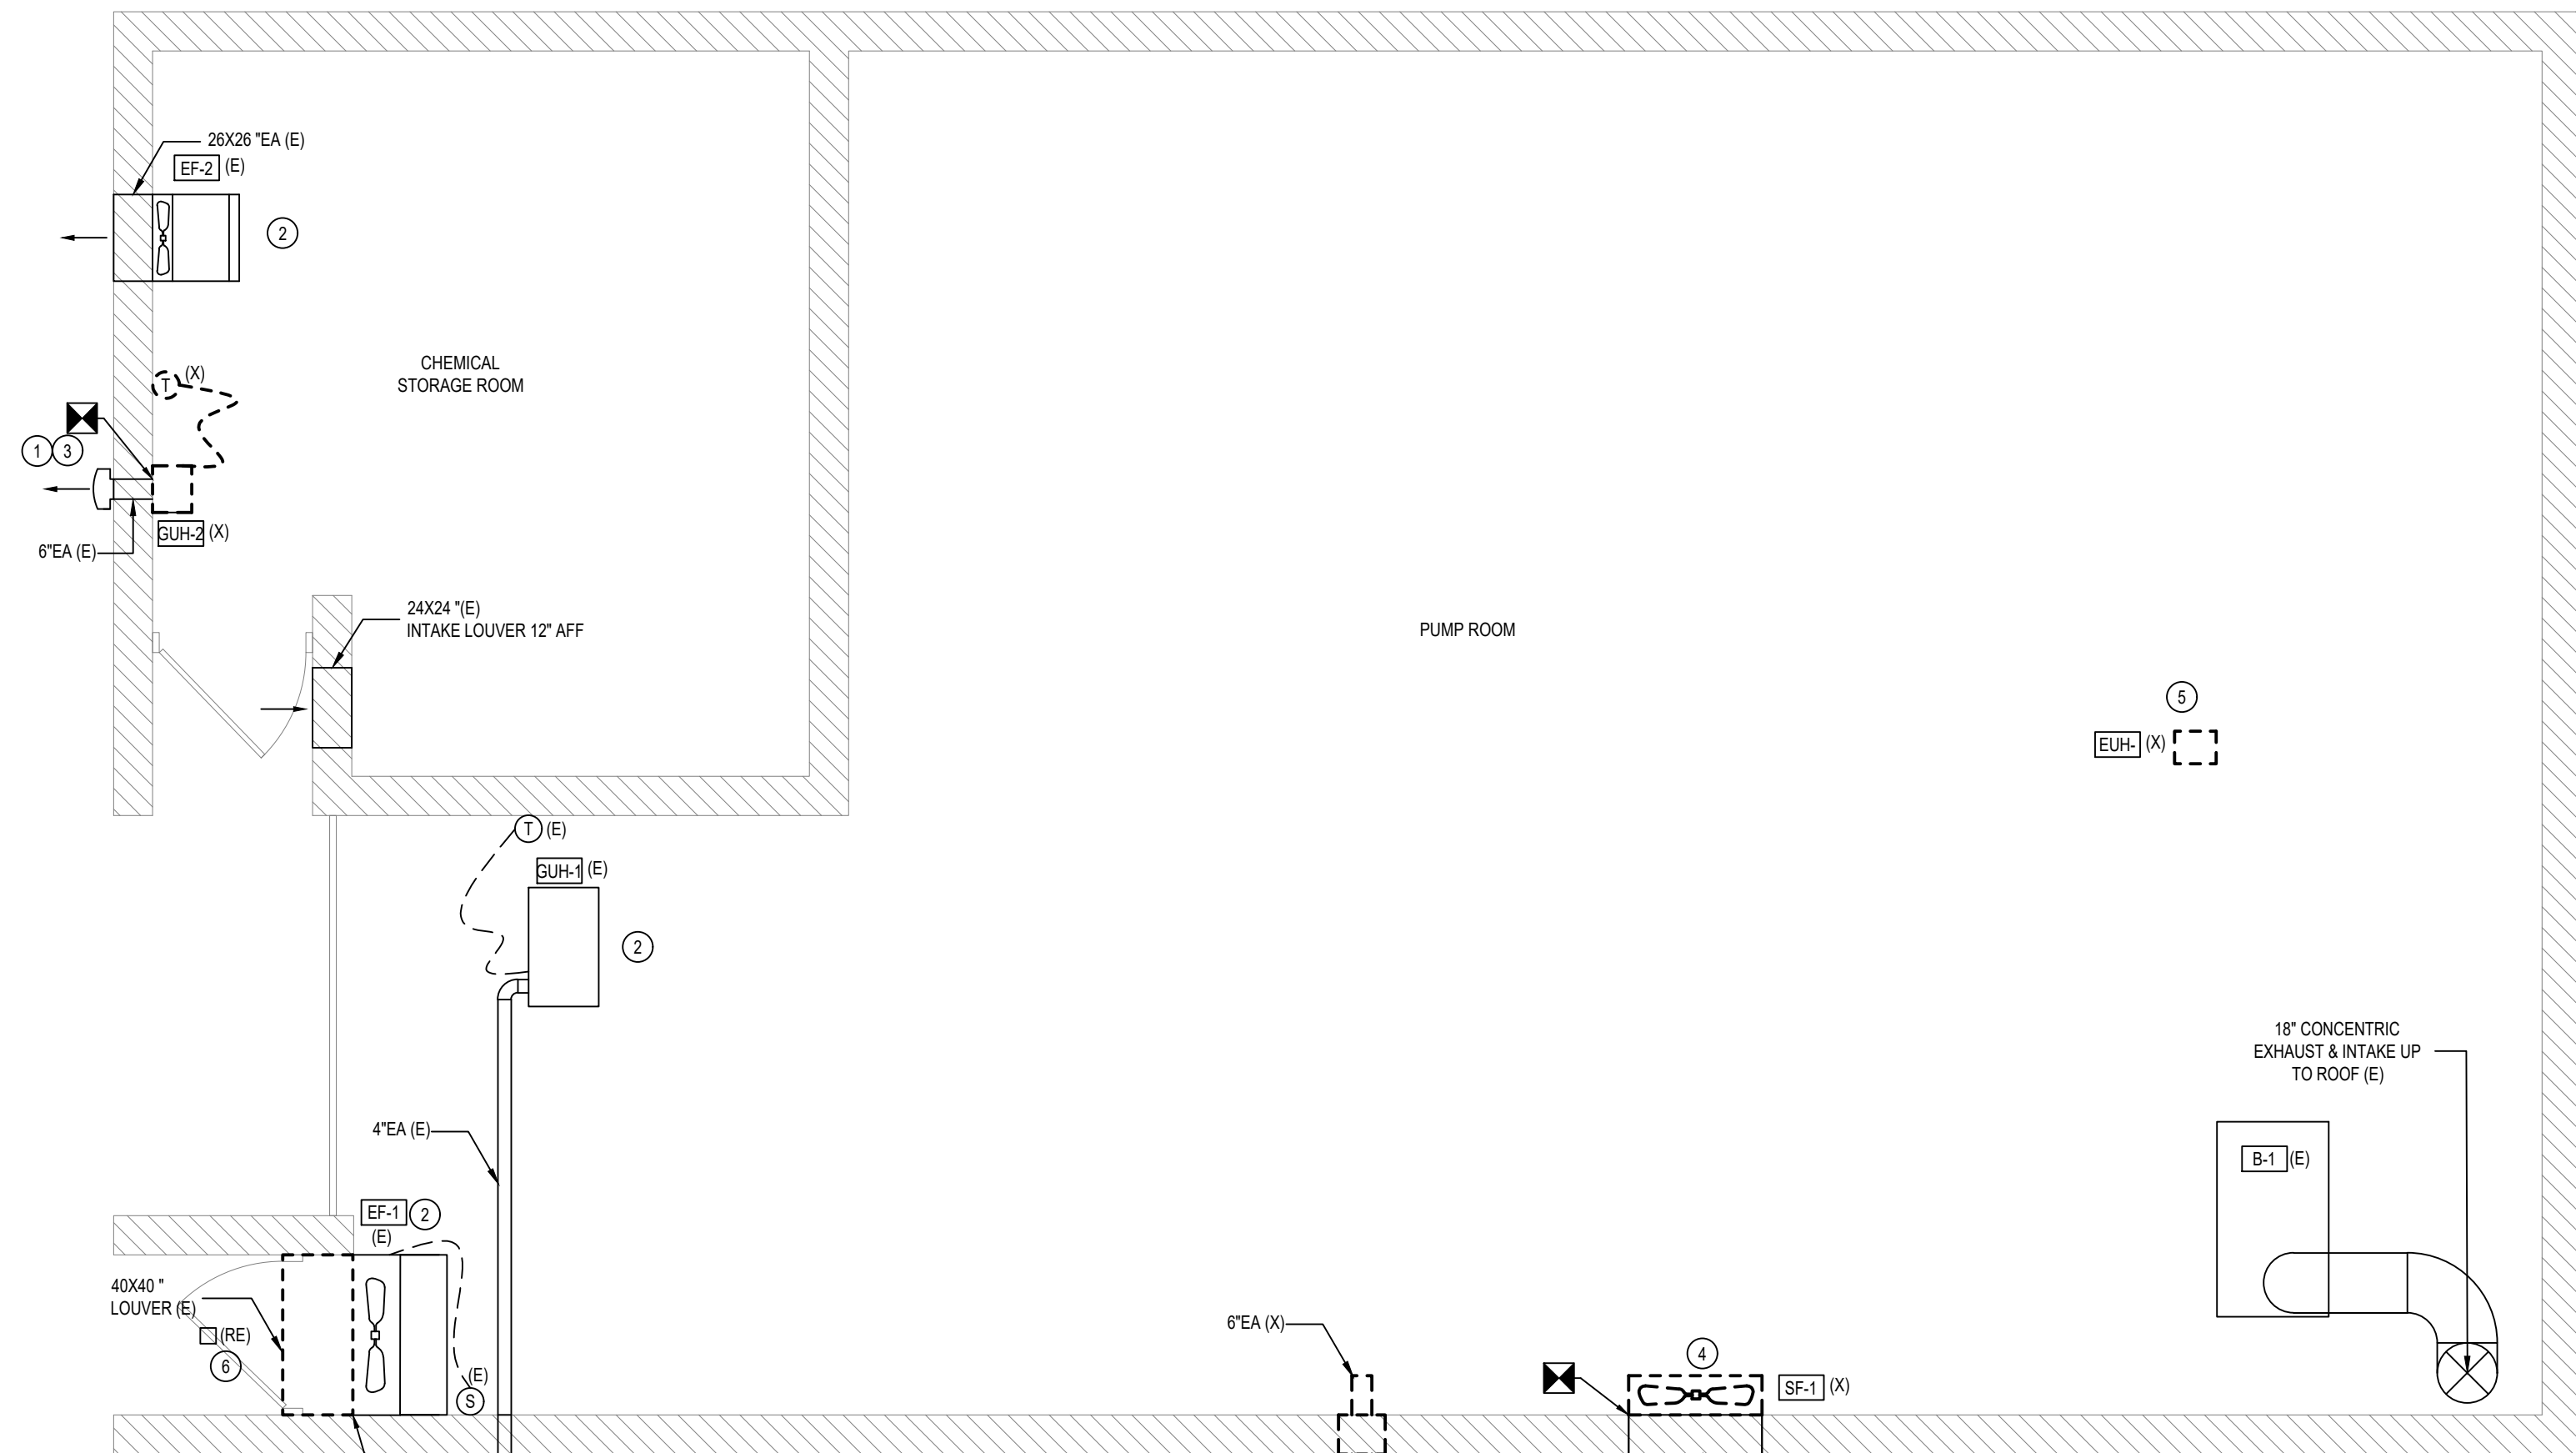 26X26 "EA (E)
EF-2 (E)
2
CHEMICAL
STORAGE ROOM
T (X)
1 3
GUH-2 (X)
6"EA (E)
24X24 "(E)
INTAKE LOUVER 12" AFF
PUMP ROOM
5
EUH- (X)
T (E)
GUH-1 (E)
2
18" CONCENTRIC
EXHAUST & INTAKE UP
TO ROOF (E)
4"EA (E)
B-1 (E)
EF-1 2
(E)
40X40 "
LOUVER (E)
(RE)
6
(E)
S
6"EA (X)
4
SF-1 (X)